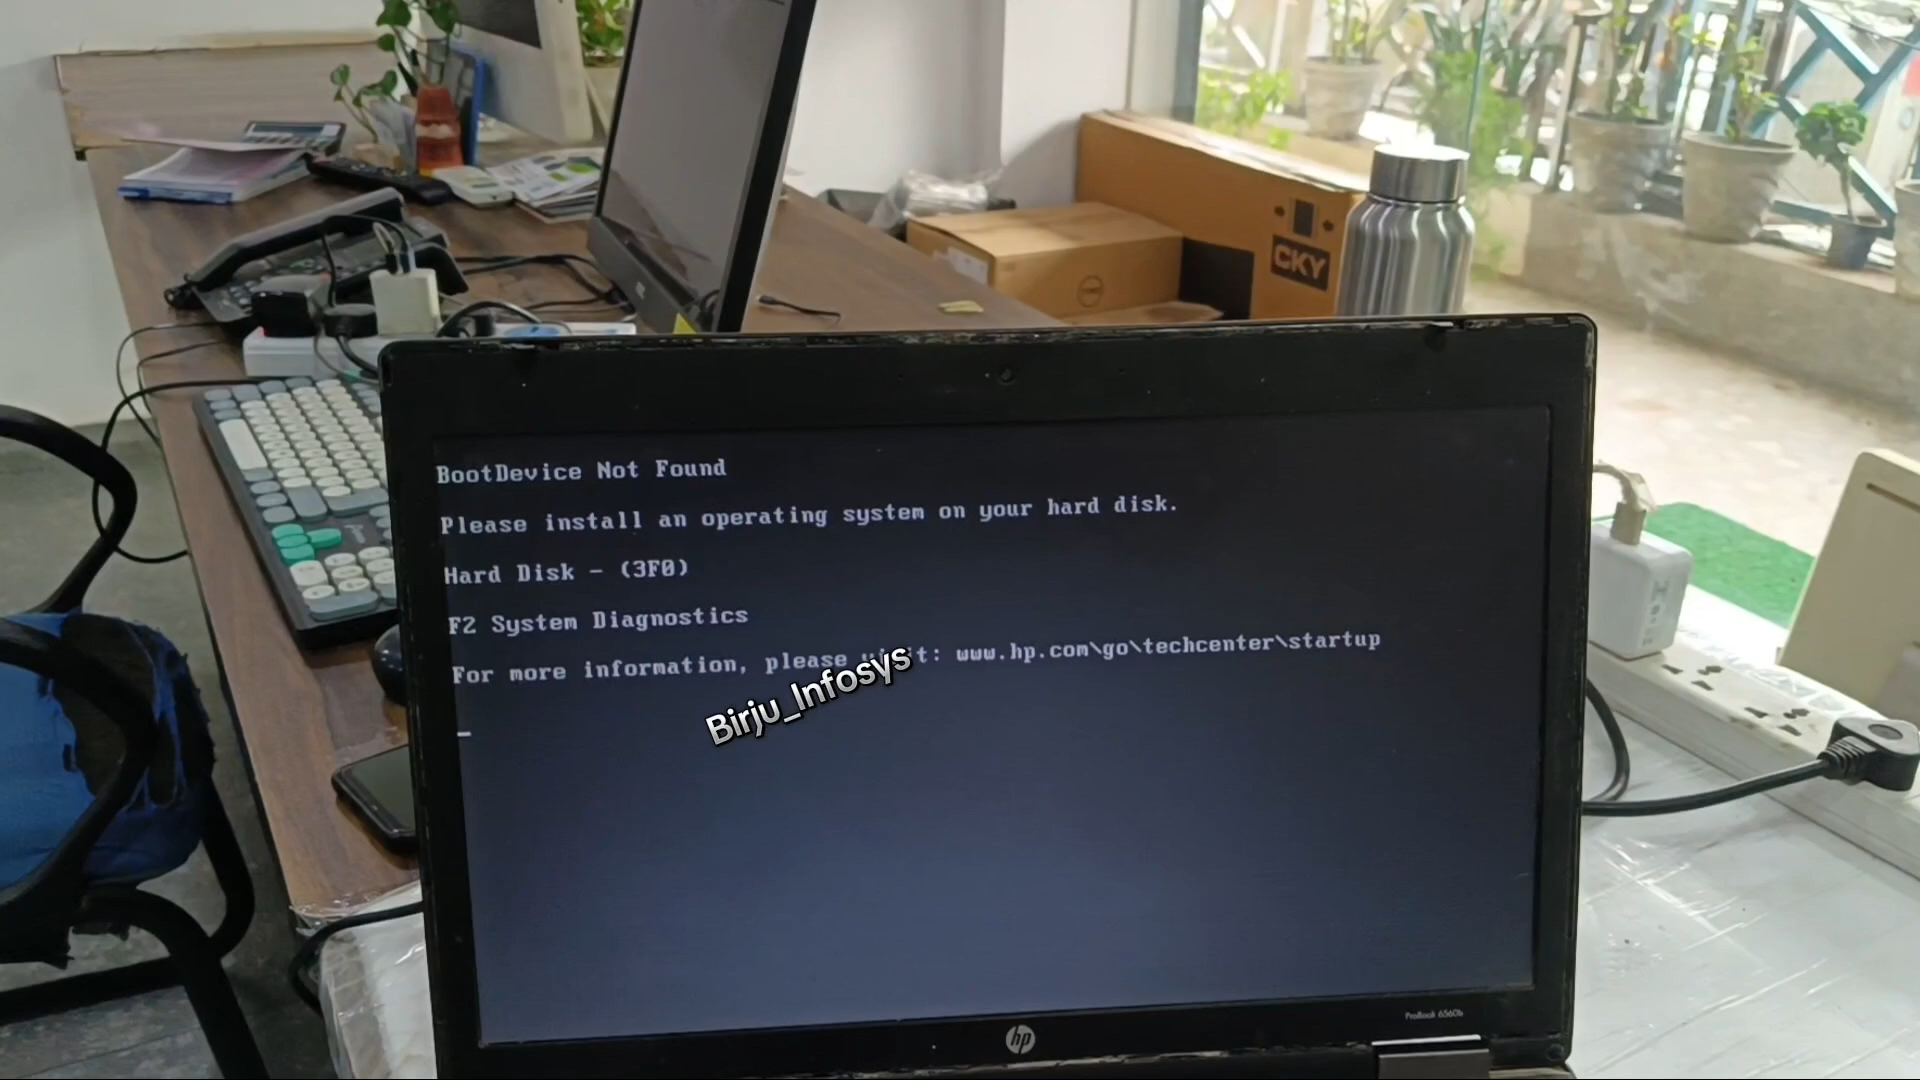 CKY
BootDevice Not Found
Please install an operating system on your hard disk.
Hard Disk - (3F0)
F2 System Diagnostics
For more information, please visit: www.hp.com\go\techcenter\startup
Birju_Infosys
hp
ProBook 6560b